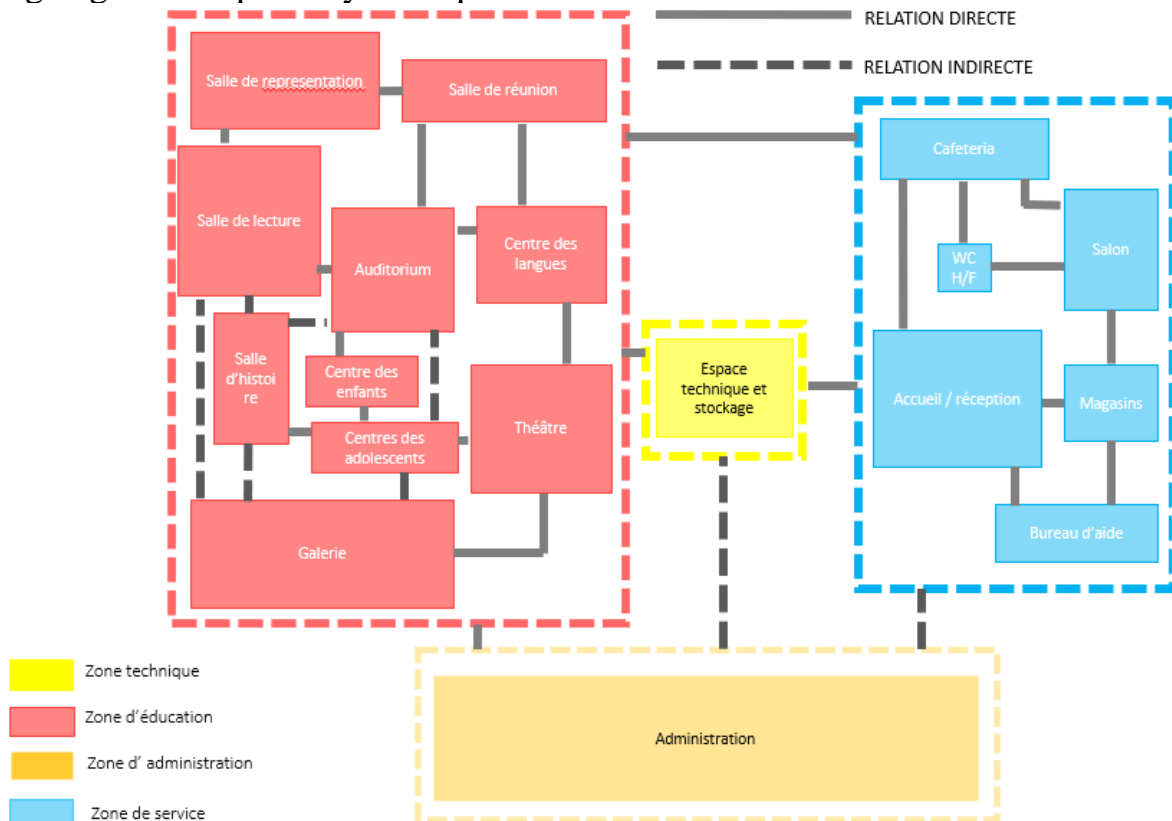 RELATION DIRECTE
RELATION INDIRECTE
Salle de representation
Salle de réunion
Cafeteria
Salle de lecture
Auditorium
Centre des
langues
WC
H/F
Salon
Salle
d'histoi
re
Centre des
enfants
Centres des
adolescents
Théâtre
Espace
technique et
stockage
Accueil / réception
Magasins
Galerie
Bureau d'aide
Administration
Zone technique
Zone d'éducation
Zone d' administration
Zone de service